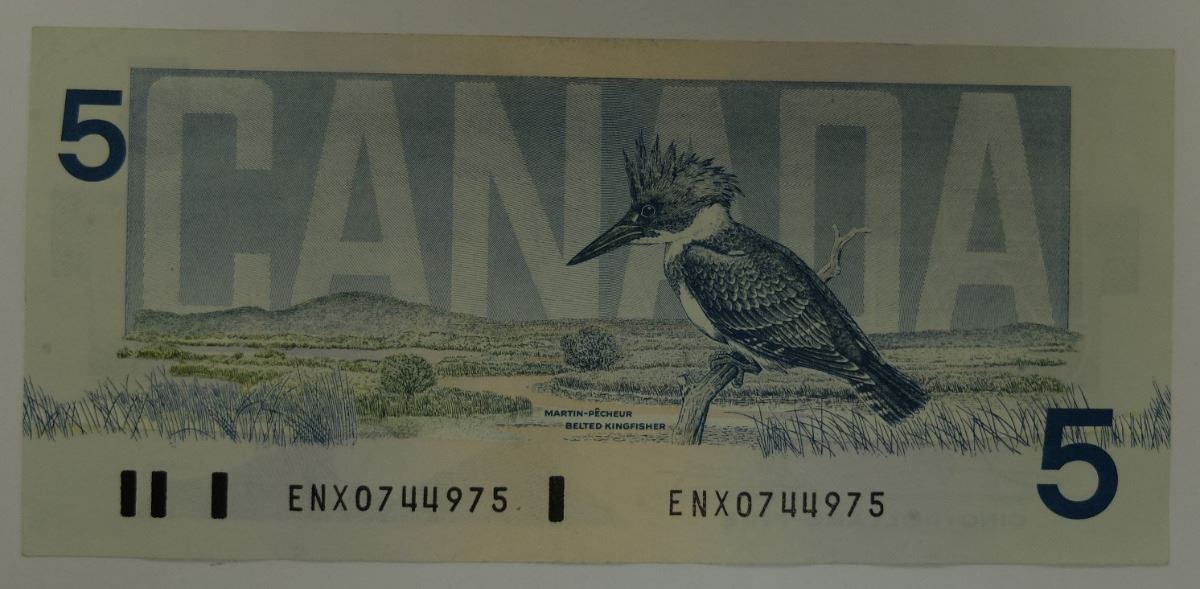 5
CANADA
MARTIN-PÊCHEUR
BELTED KINGFISHER
5
ENX0744975
ENX0744975